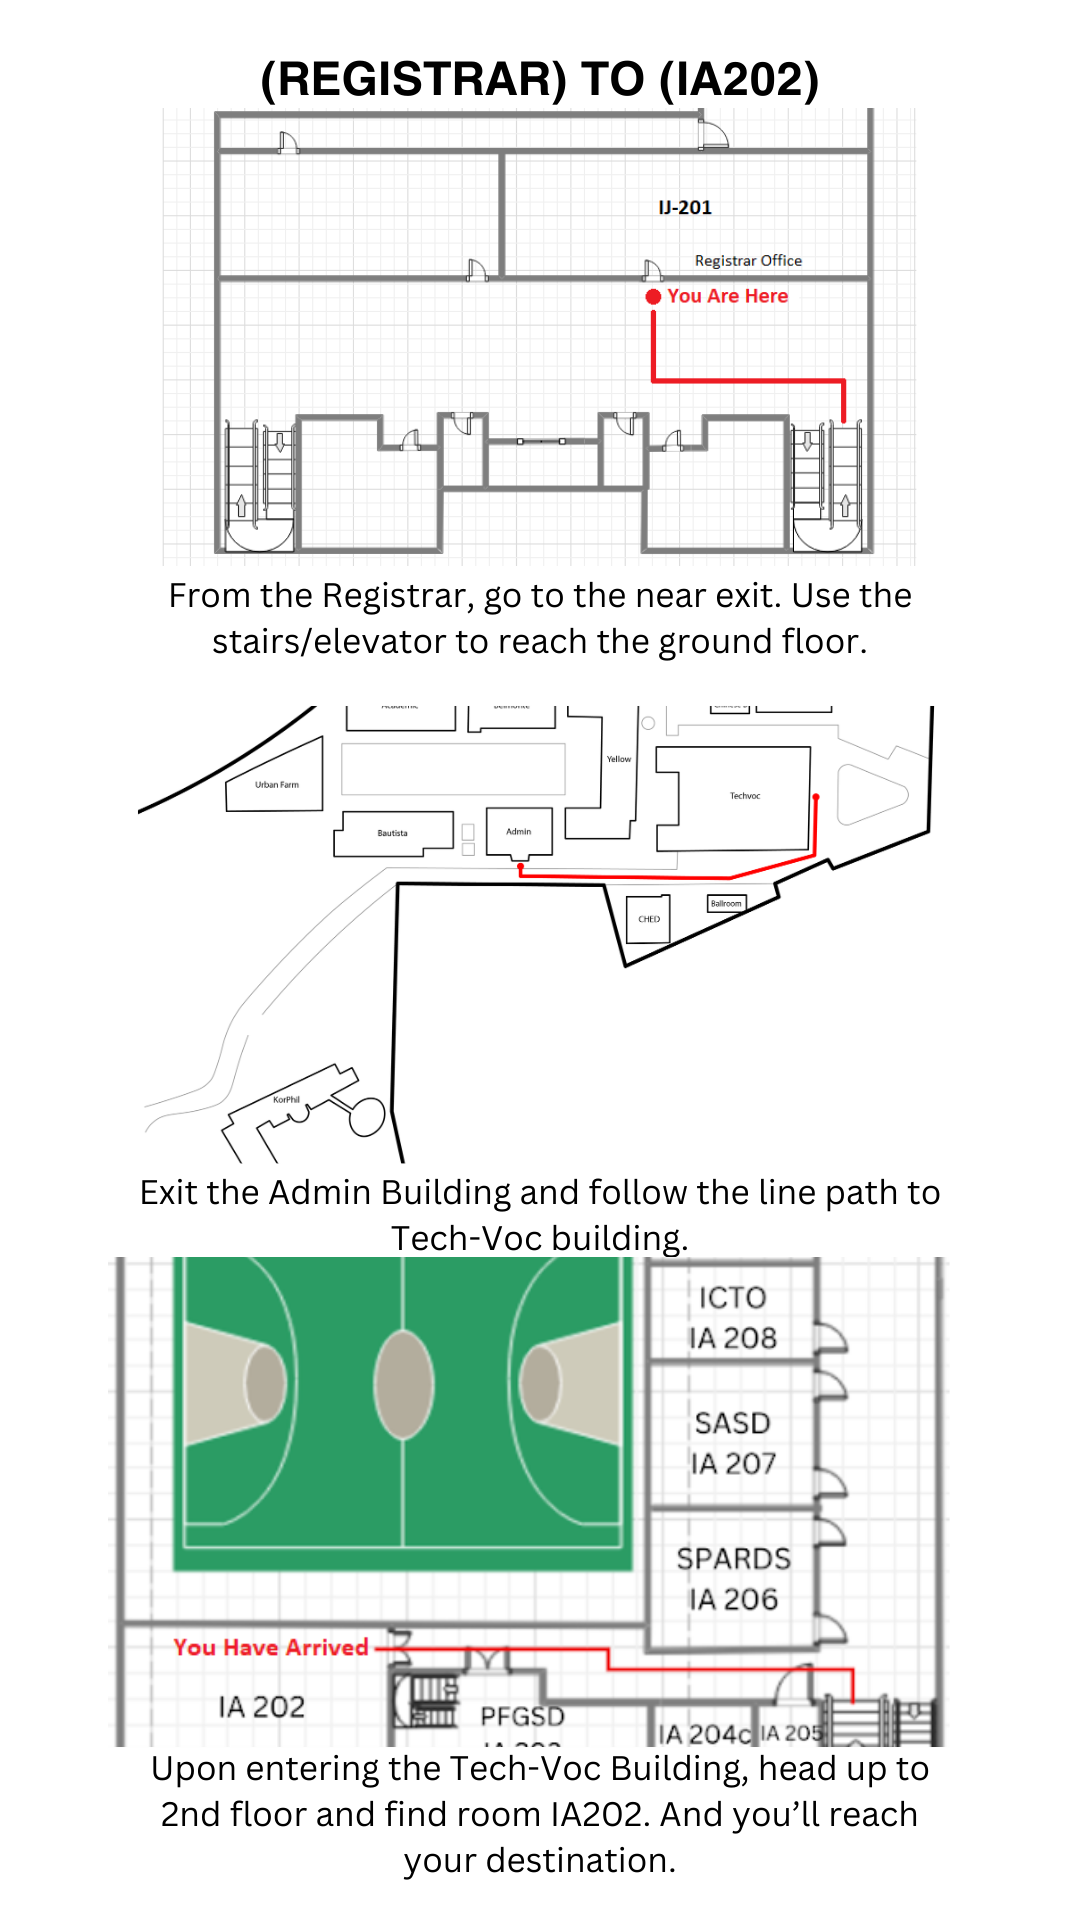 (REGISTRAR) TO (IA202)
IJ-201
Registrar Office
You Are Here
From the Registrar, go to the near exit. Use the
stairs/elevator to reach the ground floor.
Yellow
Urban Farm
Techvoc
Bautista
Admin
CHED
Ballroom
KorPhil
Exit the Admin Building and follow the line path to
Tech-Voc building.
ICTO
IA 208
SASD
IA 207
SPARDS
IA 206
You Have Arrived
IA 202
PFGSD
IA 204c
IA 205
Upon entering the Tech-Voc Building, head up to
2nd floor and find room IA202. And you’ll reach
your destination.